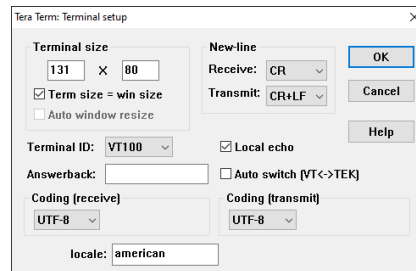 Tera Term: Terminal setup
Terminal size
131 X 80
Term size = win size
Auto window resize
New-line
Receive: CR
Transmit: CR+LF
OK
Cancel
Help
Terminal ID: VT100
Local echo
Answerback:
Auto switch (VT<->TEK)
Coding (receive)
UTF-8
Coding (transmit)
UTF-8
locale: american